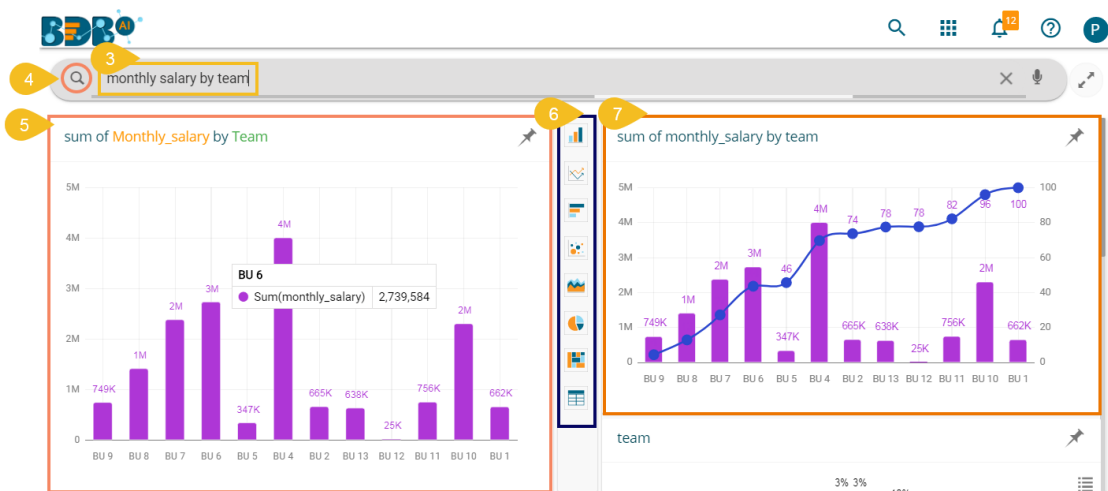 BDB AI
12
P
3
4
monthly salary by team
5
6
7
sum of Monthly_salary by Team
5M
4M
3M
2M
1M
0
749K
1M
2M
3M
347K
4M
665K
638K
25K
756K
2M
662K
BU 6
Sum(monthly_salary) 2,739,584
BU 9 BU 8 BU 7 BU 6 BU 5 BU 4 BU 2 BU 13 BU 12 BU 11 BU 10 BU 1
sum of monthly_salary by team
5M
4M
3M
2M
1M
0
100
80
60
40
20
0
749K
1M
2M
3M
347K
4M
665K
638K
25K
756K
2M
662K
46
74
78
78
82
96
100
BU 9 BU 8 BU 7 BU 6 BU 5 BU 4 BU 2 BU 13 BU 12 BU 11 BU 10 BU 1
team
3% 3%